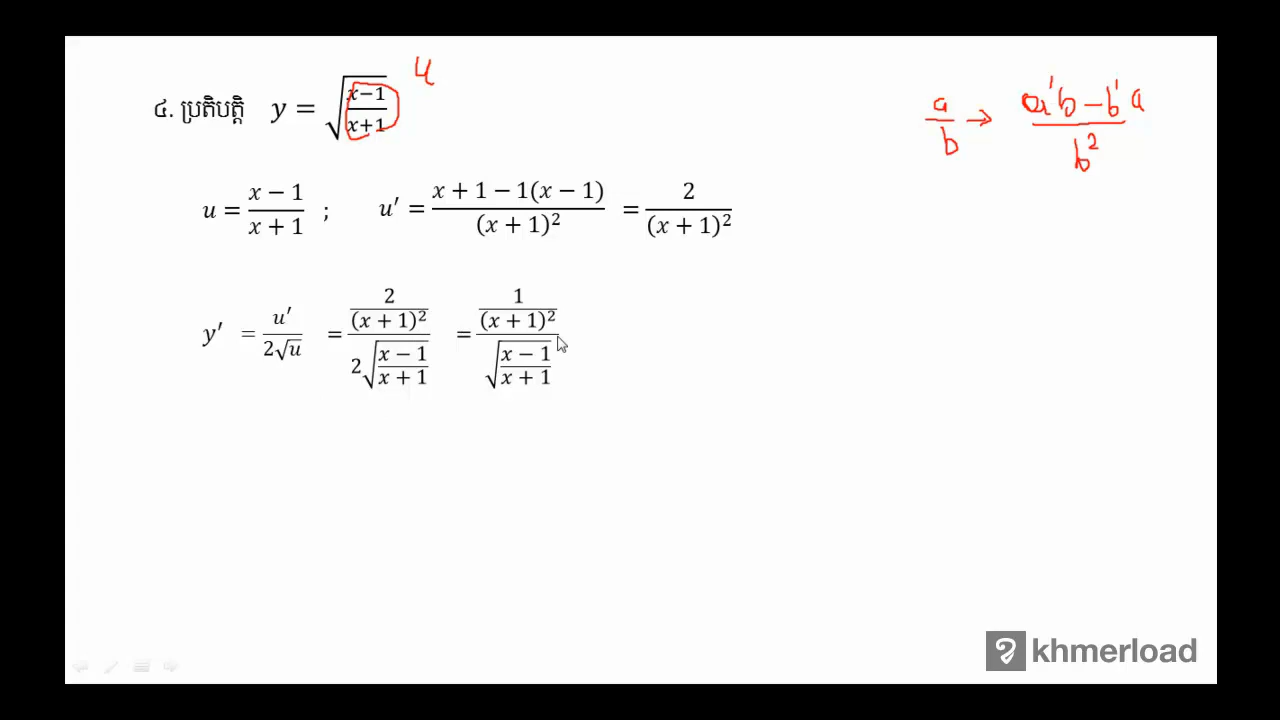 ៤. ប្រតិបត្តិ y = √((x−1)/(x+1)) u
a/b → (a'b − b'a)/b²
u = (x − 1)/(x + 1) ; u′ = (x + 1 − 1(x − 1))/(x + 1)² = 2/(x + 1)²
y′ = u′/(2√u) = (2/(x + 1)²)/(2√((x − 1)/(x + 1))) = (1/(x + 1)²)/(√((x − 1)/(x + 1)))
khmerload